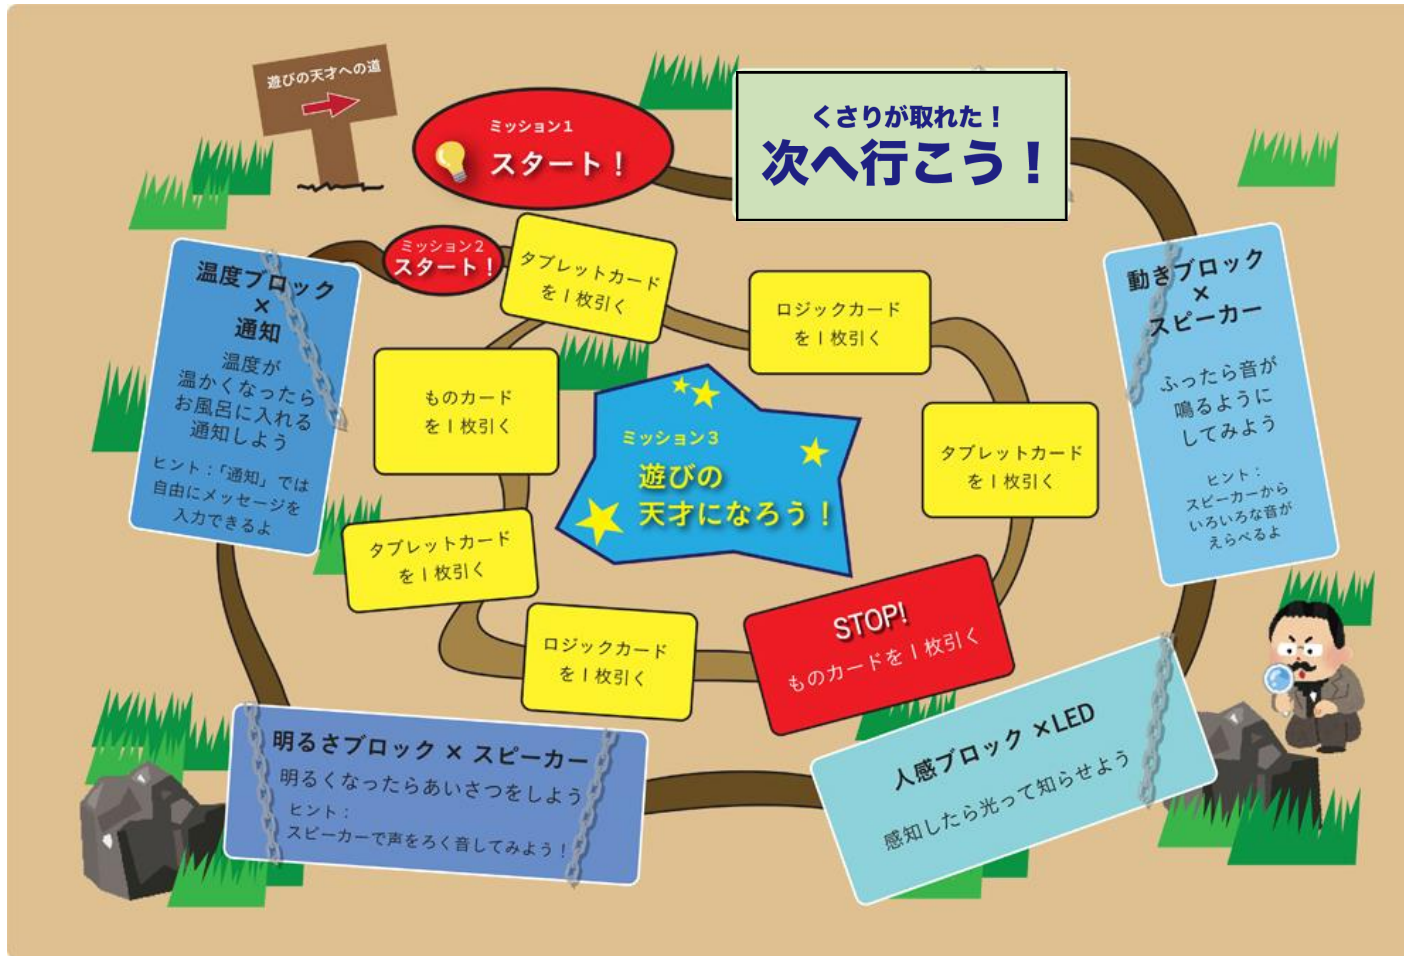 遊びの天才への道
ミッション1
スタート！
くさりが取れた！
次へ行こう！
動きブロック
×
スピーカー
ふったら音が
鳴るように
してみよう
ヒント：
スピーカーから
いろいろな音が
えらべるよ
人感ブロック ×LED
感知したら光って知らせよう
明るさブロック × スピーカー
明るくなったらあいさつをしよう
ヒント：
スピーカーで声をろく音してみよう！
温度ブロック
×
通知
温度が
温かくなったら
お風呂に入れる
通知しよう
ヒント：「通知」では
自由にメッセージを
入力できるよ
ミッション2
スタート！
タブレットカード
を1枚引く
ロジックカード
を1枚引く
タブレットカード
を1枚引く
STOP!
ものカードを1枚引く
ロジックカード
を1枚引く
タブレットカード
を1枚引く
ものカード
を1枚引く
ミッション3
遊びの
天才になろう！